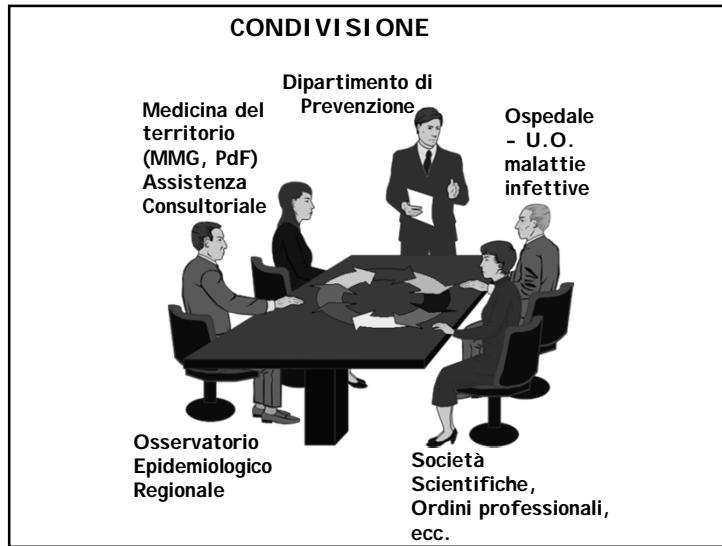 CONDIVISIONE
Dipartimento di
Prevenzione
Medicina del
territorio
(MMG, PdF)
Assistenza
Consultoriale
Ospedale
– U.O.
malattie
infettive
Osservatorio
Epidemiologico
Regionale
Società
Scientifiche,
Ordini professionali,
ecc.